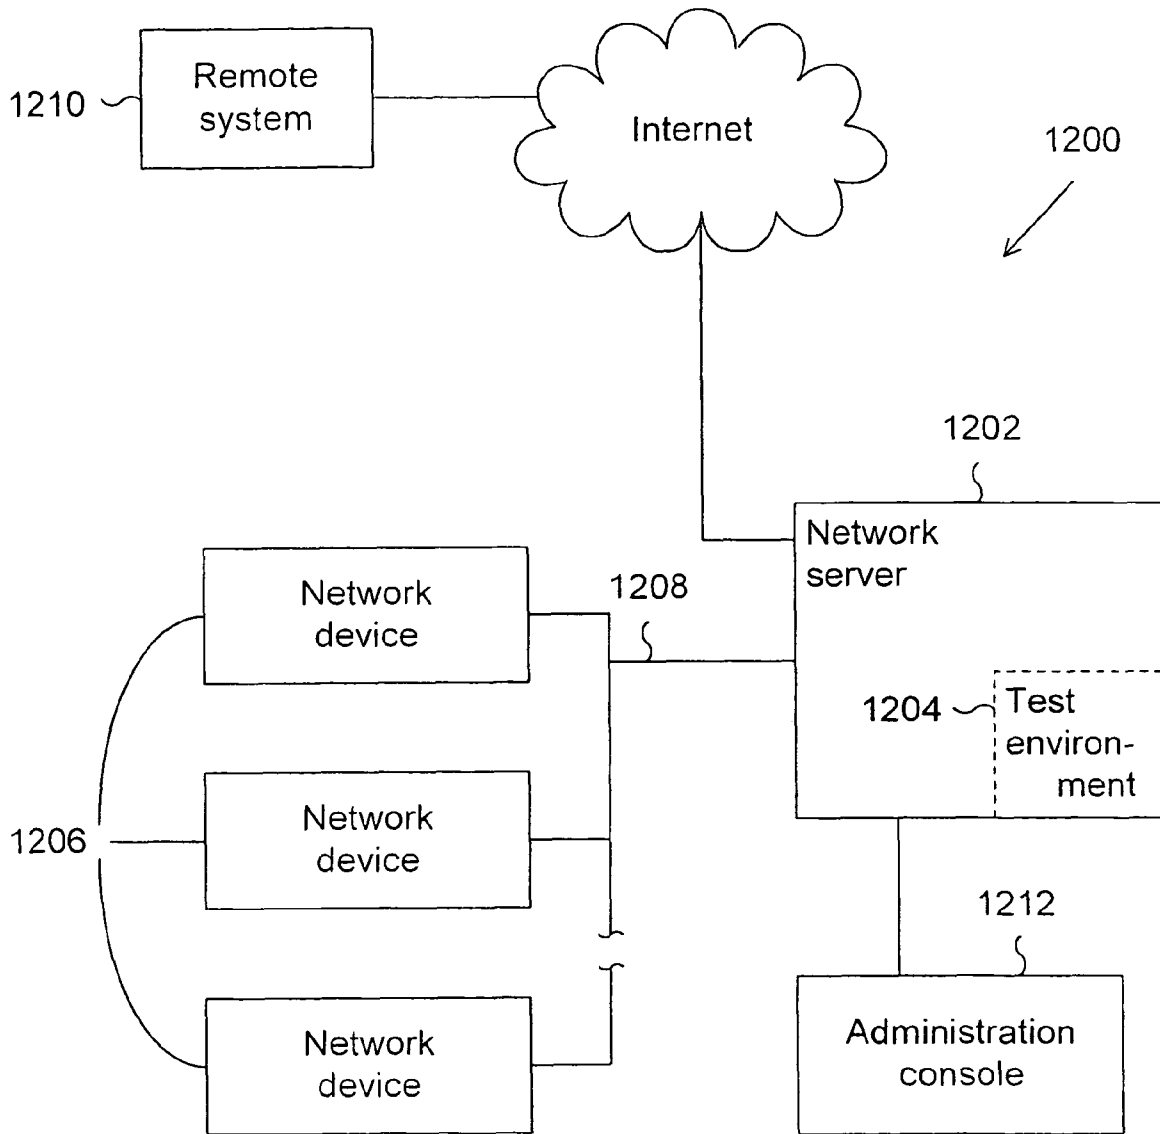 Remote
system
1210
Internet
1200
1202
Network
server
1208
Network
device
1204
Test
environ-
ment
1206
Network
device
1212
Network
device
Administration
console